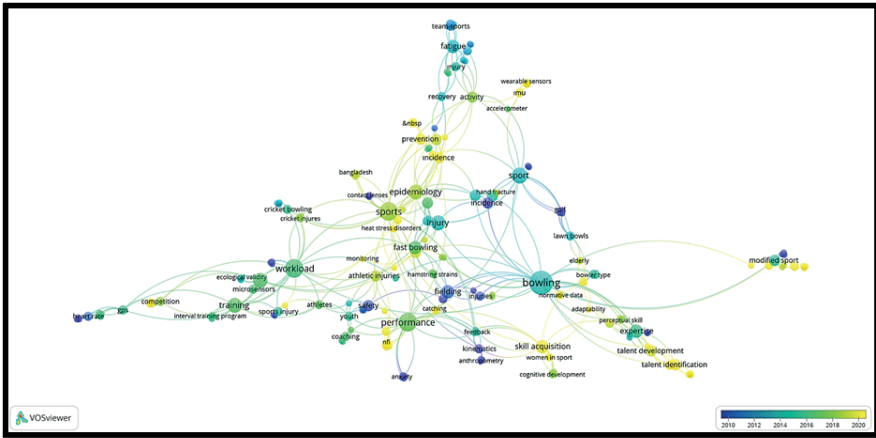 team sports
fatigue
injury
wearable sensors
imu
recovery
activity
accelerometer
&nbsp
prevention
incidence
bangladesh
sport
contact lenses
epidemiology
hand fracture
incidence
cricket bowling
sports
golf
cricket injures
injury
heat stress disorders
lawn bowls
fast bowling
monitoring
elderly
modified sport
workload
ecological validity
athletic injuries
hamstring strains
bowler type
microsensors
bowling
fielding
injuries
normative data
competition
training
athletes
safety
catching
adaptability
gps
heart rate
interval training program
sports injury
youth
performance
perceptual skill
feedback
expertise
coaching
nfl
kinematics
skill acquisition
talent development
anthropometry
women in sport
talent identification
anxiety
cognitive development
VOSviewer
2010 2012 2014 2016 2018 2020